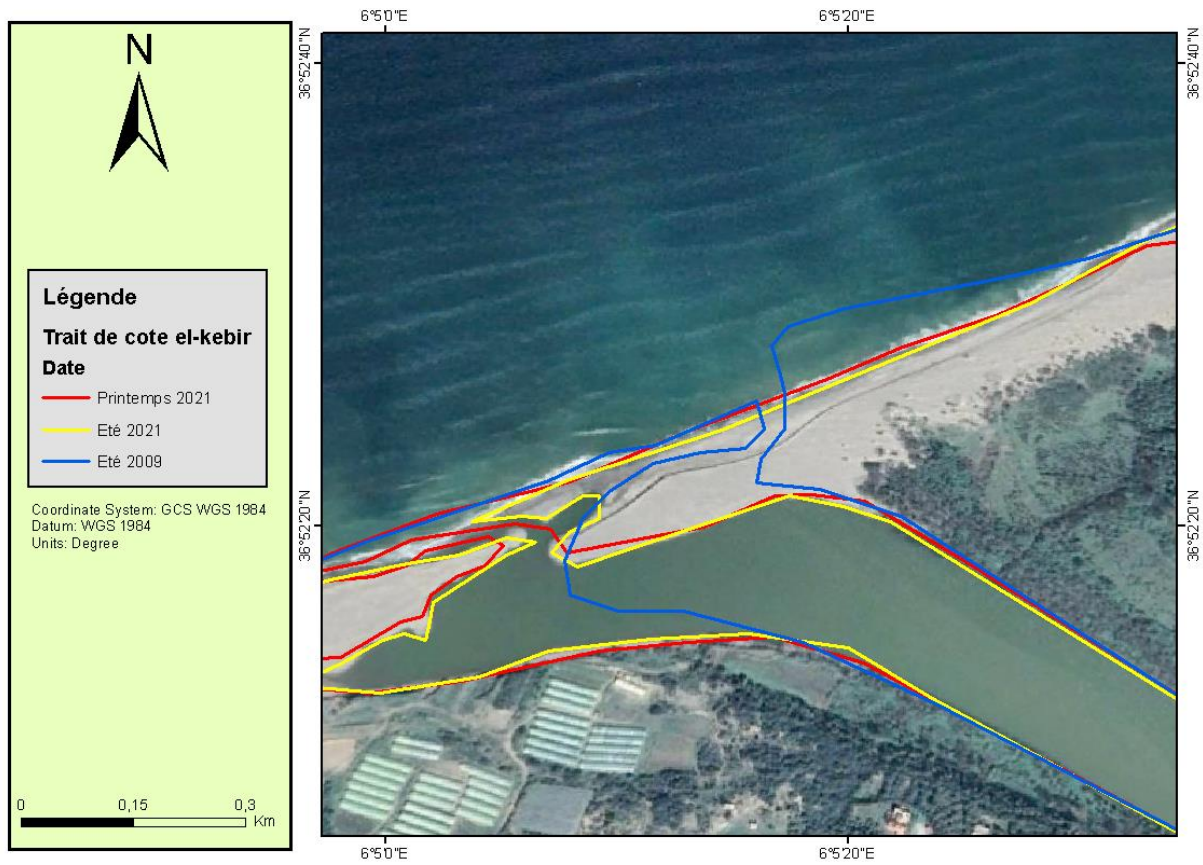 N
Légende
Trait de cote el-kebir
Date
Printemps 2021
Eté 2021
Eté 2009
Coordinate System: GCS WGS 1984
Datum: WGS 1984
Units: Degree
0 0,15 0,3
Km
6°5'0"E 6°5'20"E
36°52'40"N 36°52'40"N
36°52'20"N 36°52'20"N
6°5'0"E 6°5'20"E